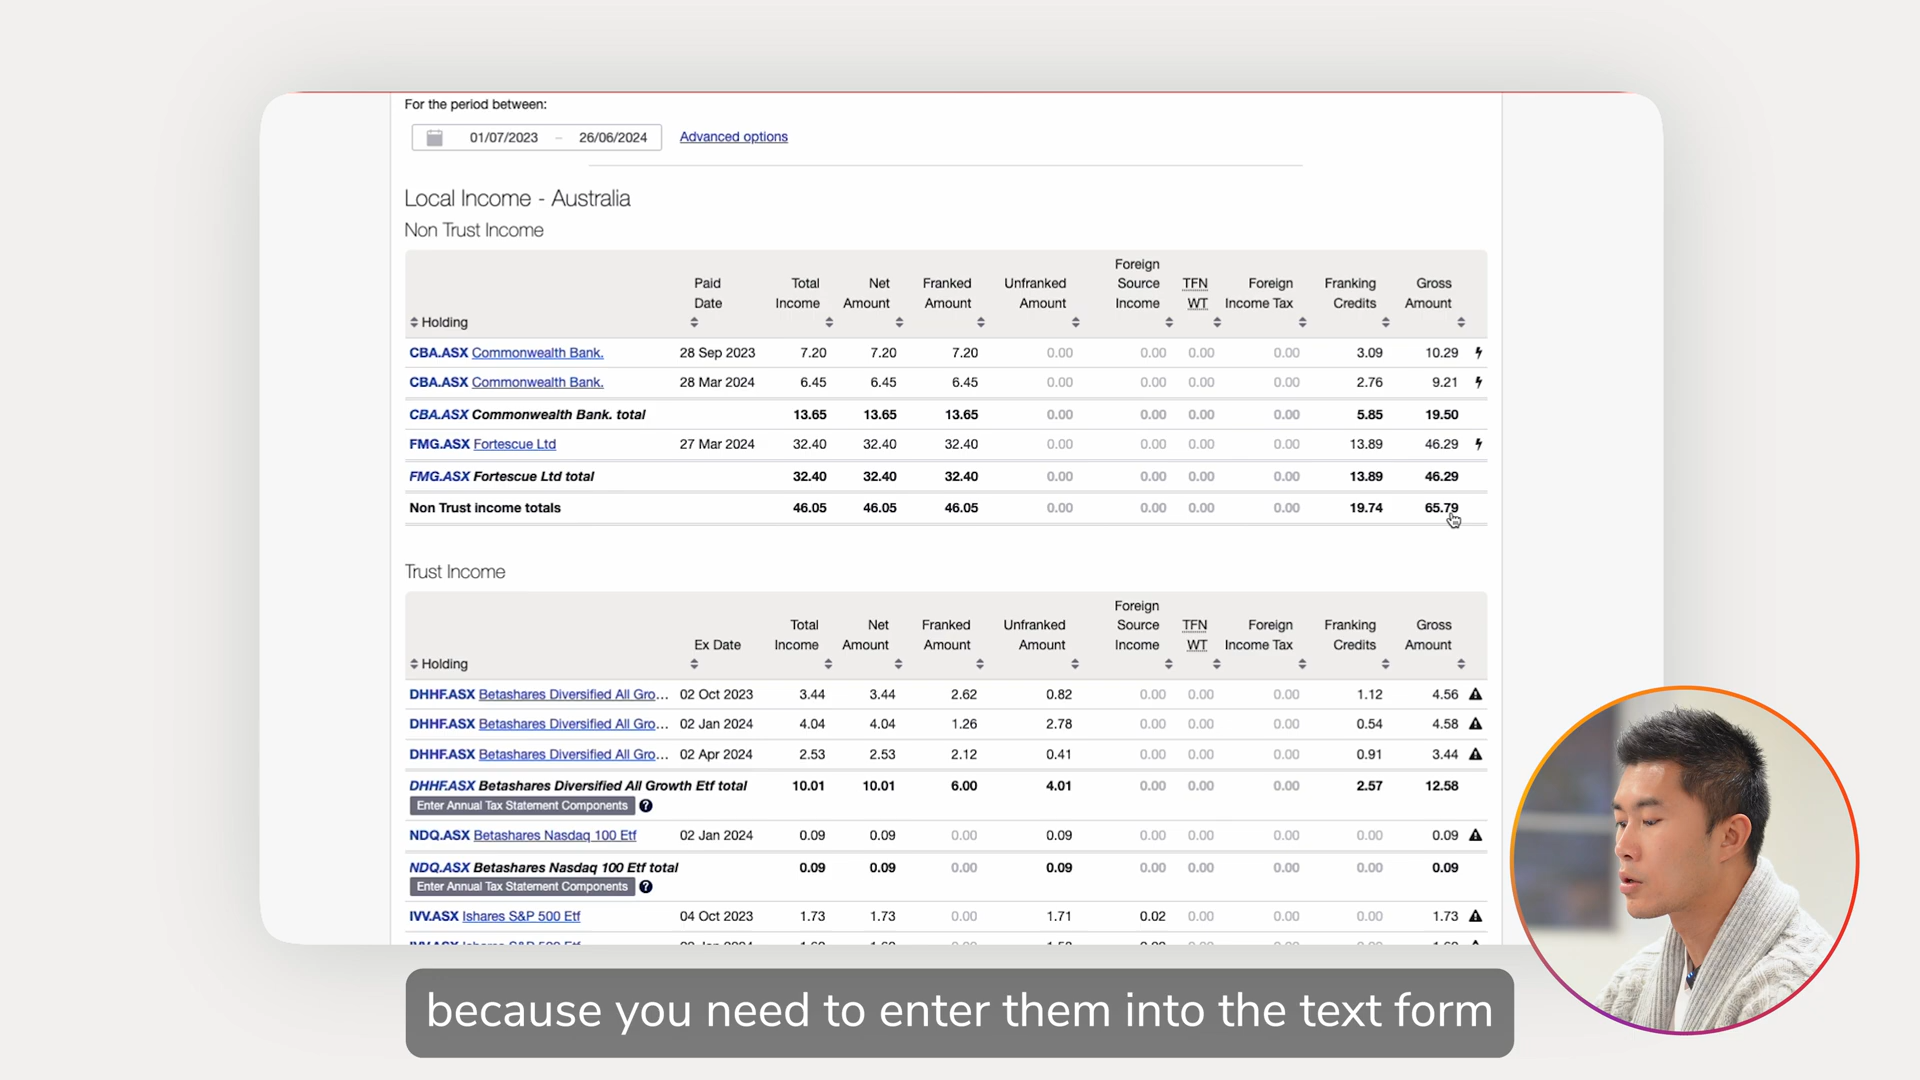 For the period between:
01/07/2023 – 26/06/2024 Advanced options
Local Income - Australia
Non Trust Income
Holding Paid Date Total Income Net Amount Franked Amount Unfranked Amount Foreign Source Income TFN WT Foreign Income Tax Franking Credits Gross Amount
CBA.ASX Commonwealth Bank. 28 Sep 2023 7.20 7.20 7.20 0.00 0.00 0.00 0.00 3.09 10.29
CBA.ASX Commonwealth Bank. 28 Mar 2024 6.45 6.45 6.45 0.00 0.00 0.00 0.00 2.76 9.21
CBA.ASX Commonwealth Bank. total 13.65 13.65 13.65 0.00 0.00 0.00 0.00 5.85 19.50
FMG.ASX Fortescue Ltd 27 Mar 2024 32.40 32.40 32.40 0.00 0.00 0.00 0.00 13.89 46.29
FMG.ASX Fortescue Ltd total 32.40 32.40 32.40 0.00 0.00 0.00 0.00 13.89 46.29
Non Trust income totals 46.05 46.05 46.05 0.00 0.00 0.00 0.00 19.74 65.79
Trust Income
Holding Ex Date Total Income Net Amount Franked Amount Unfranked Amount Foreign Source Income TFN WT Foreign Income Tax Franking Credits Gross Amount
DHHF.ASX Betashares Diversified All Gro... 02 Oct 2023 3.44 3.44 2.62 0.82 0.00 0.00 0.00 1.12 4.56
DHHF.ASX Betashares Diversified All Gro... 02 Jan 2024 4.04 4.04 1.26 2.78 0.00 0.00 0.00 0.54 4.58
DHHF.ASX Betashares Diversified All Gro... 02 Apr 2024 2.53 2.53 2.12 0.41 0.00 0.00 0.00 0.91 3.44
DHHF.ASX Betashares Diversified All Growth Etf total 10.01 10.01 6.00 4.01 0.00 0.00 0.00 2.57 12.58
Enter Annual Tax Statement Components ?
NDQ.ASX Betashares Nasdaq 100 Etf 02 Jan 2024 0.09 0.09 0.00 0.09 0.00 0.00 0.00 0.00 0.09
NDQ.ASX Betashares Nasdaq 100 Etf total 0.09 0.09 0.00 0.09 0.00 0.00 0.00 0.00 0.09
Enter Annual Tax Statement Components ?
IVV.ASX Ishares S&P 500 Etf 04 Oct 2023 1.73 1.73 0.00 1.71 0.02 0.00 0.00 0.00 1.73
because you need to enter them into the text form